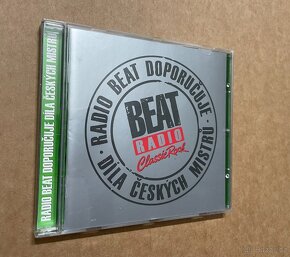 RADIO BEAT DOPORUČUJE DÍLA ČESKÝCH MISTRŮ
· RADIO BEAT DOPORUČUJE ·
BEAT
RADIO
Classic Rock
DÍLA ČESKÝCH MISTRŮ